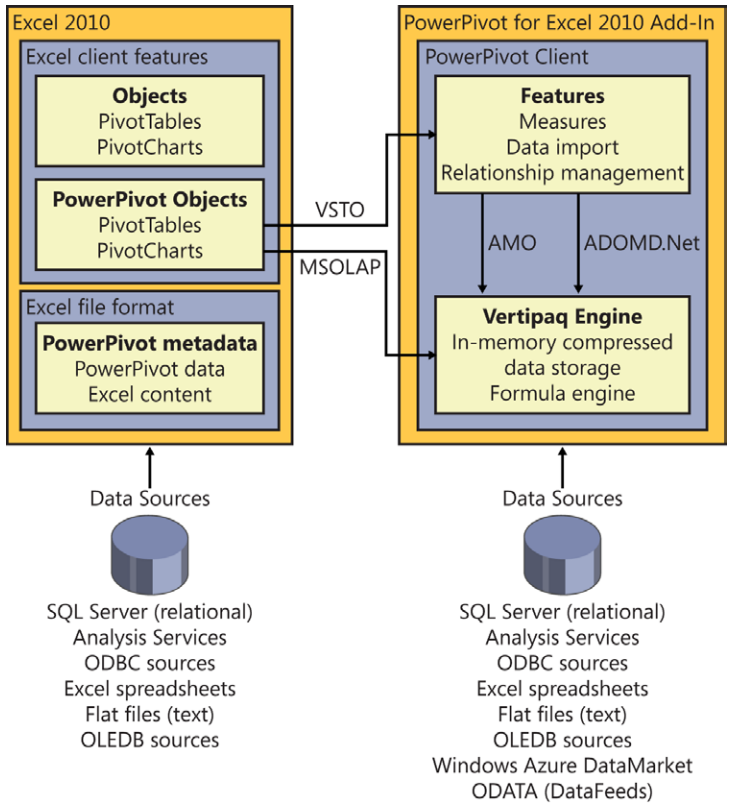 Excel 2010
Excel client features
Objects
PivotTables
PivotCharts
PowerPivot Objects
PivotTables
PivotCharts
Excel file format
PowerPivot metadata
PowerPivot data
Excel content
VSTO
MSOLAP
PowerPivot for Excel 2010 Add-In
PowerPivot Client
Features
Measures
Data import
Relationship management
AMO
ADOMD.Net
Vertipaq Engine
In-memory compressed
data storage
Formula engine
Data Sources
SQL Server (relational)
Analysis Services
ODBC sources
Excel spreadsheets
Flat files (text)
OLEDB sources
Data Sources
SQL Server (relational)
Analysis Services
ODBC sources
Excel spreadsheets
Flat files (text)
OLEDB sources
Windows Azure DataMarket
ODATA (DataFeeds)